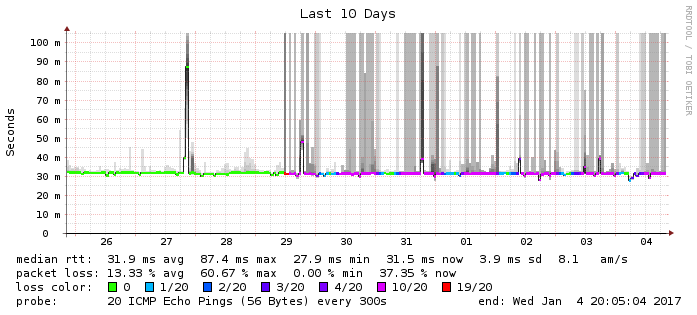 Last 10 Days
RRDTOOL / TOBI OETIKER
Seconds
100 m
90 m
80 m
70 m
60 m
50 m
40 m
30 m
20 m
10 m
0
26 27 28 29 30 31 01 02 03 04
median rtt: 31.9 ms avg 87.4 ms max 27.9 ms min 31.5 ms now 3.9 ms sd 8.1 am/s
packet loss: 13.33 % avg 60.67 % max 0.00 % min 37.35 % now
loss color: 0 1/20 2/20 3/20 4/20 10/20 19/20
probe: 20 ICMP Echo Pings (56 Bytes) every 300s end: Wed Jan 4 20:05:04 2017